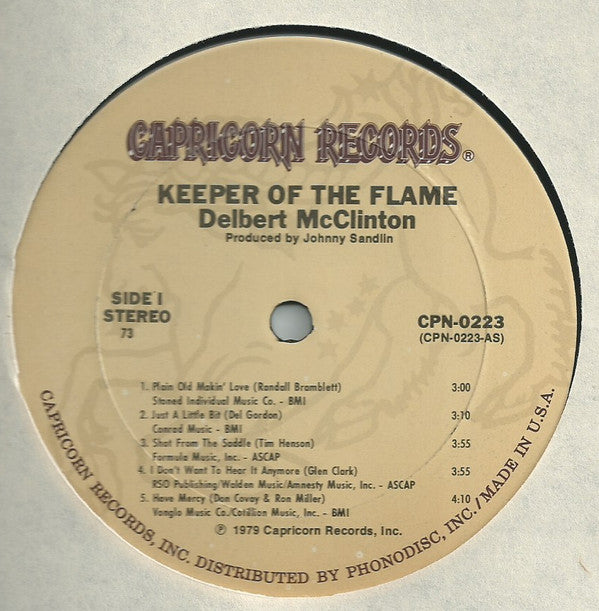 CAPRICORN RECORDS®
KEEPER OF THE FLAME
Delbert McClinton
Produced by Johnny Sandlin
SIDE I
STEREO
73
CPN-0223
(CPN-0223-AS)
1. Plain Old Makin' Love (Randall Bramblett) 3:00
Stoned Individual Music Co. - BMI
2. Just A Little Bit (Del Gordon) 3:10
Conrad Music - BMI
3. Shot From The Saddle (Tim Henson) 3:55
Formula Music, Inc. - ASCAP
4. I Don't Want To Hear It Anymore (Glen Clark) 3:55
RSO Publishing/Walden Music/Amnesty Music, Inc. - ASCAP
5. Have Mercy (Don Covay & Ron Miller) 4:10
Vonglo Music Co./Cotillion Music, Inc. - BMI
℗ 1979 Capricorn Records, Inc.
CAPRICORN RECORDS, INC. DISTRIBUTED BY PHONODISC, INC./MADE IN U.S.A.